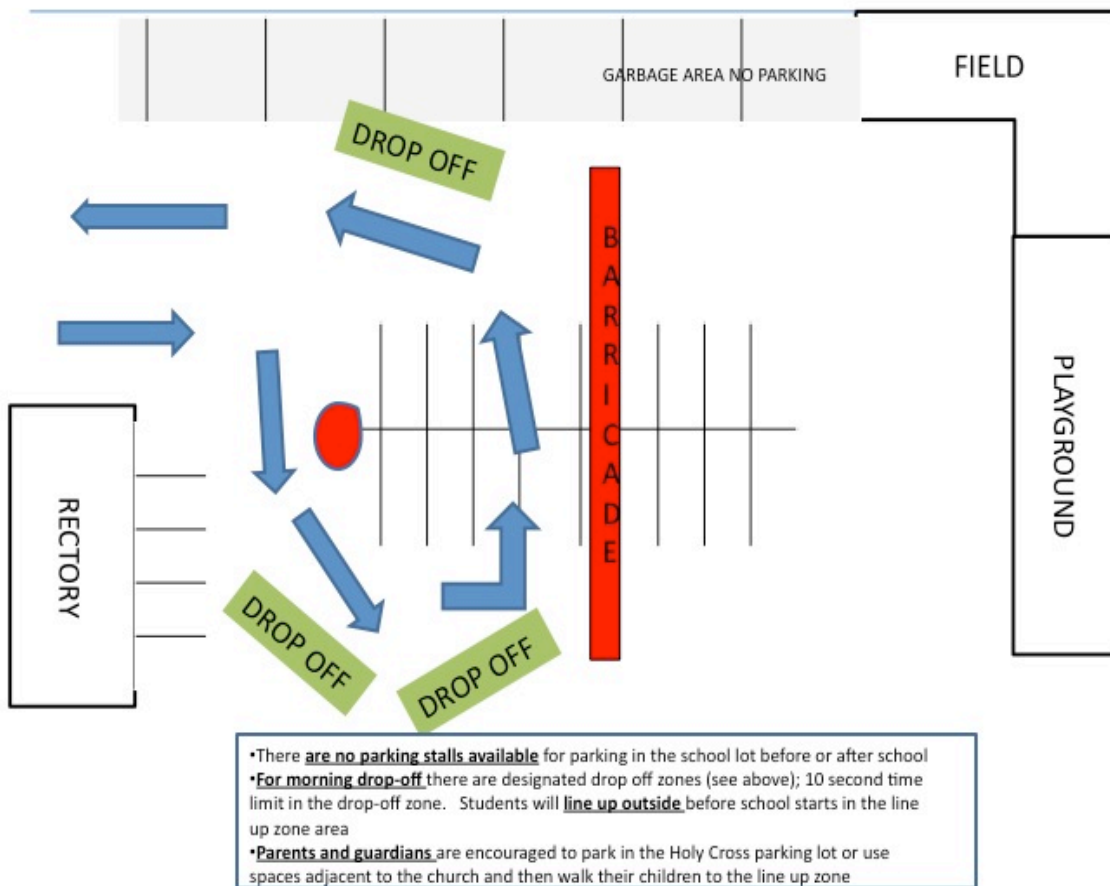 GARBAGE AREA NO PARKING
FIELD
DROP OFF
BARRICADE
PLAYGROUND
RECTORY
DROP OFF
DROP OFF
•There are no parking stalls available for parking in the school lot before or after school
•For morning drop-off there are designated drop off zones (see above); 10 second time
limit in the drop-off zone. Students will line up outside before school starts in the line
up zone area
•Parents and guardians are encouraged to park in the Holy Cross parking lot or use
spaces adjacent to the church and then walk their children to the line up zone